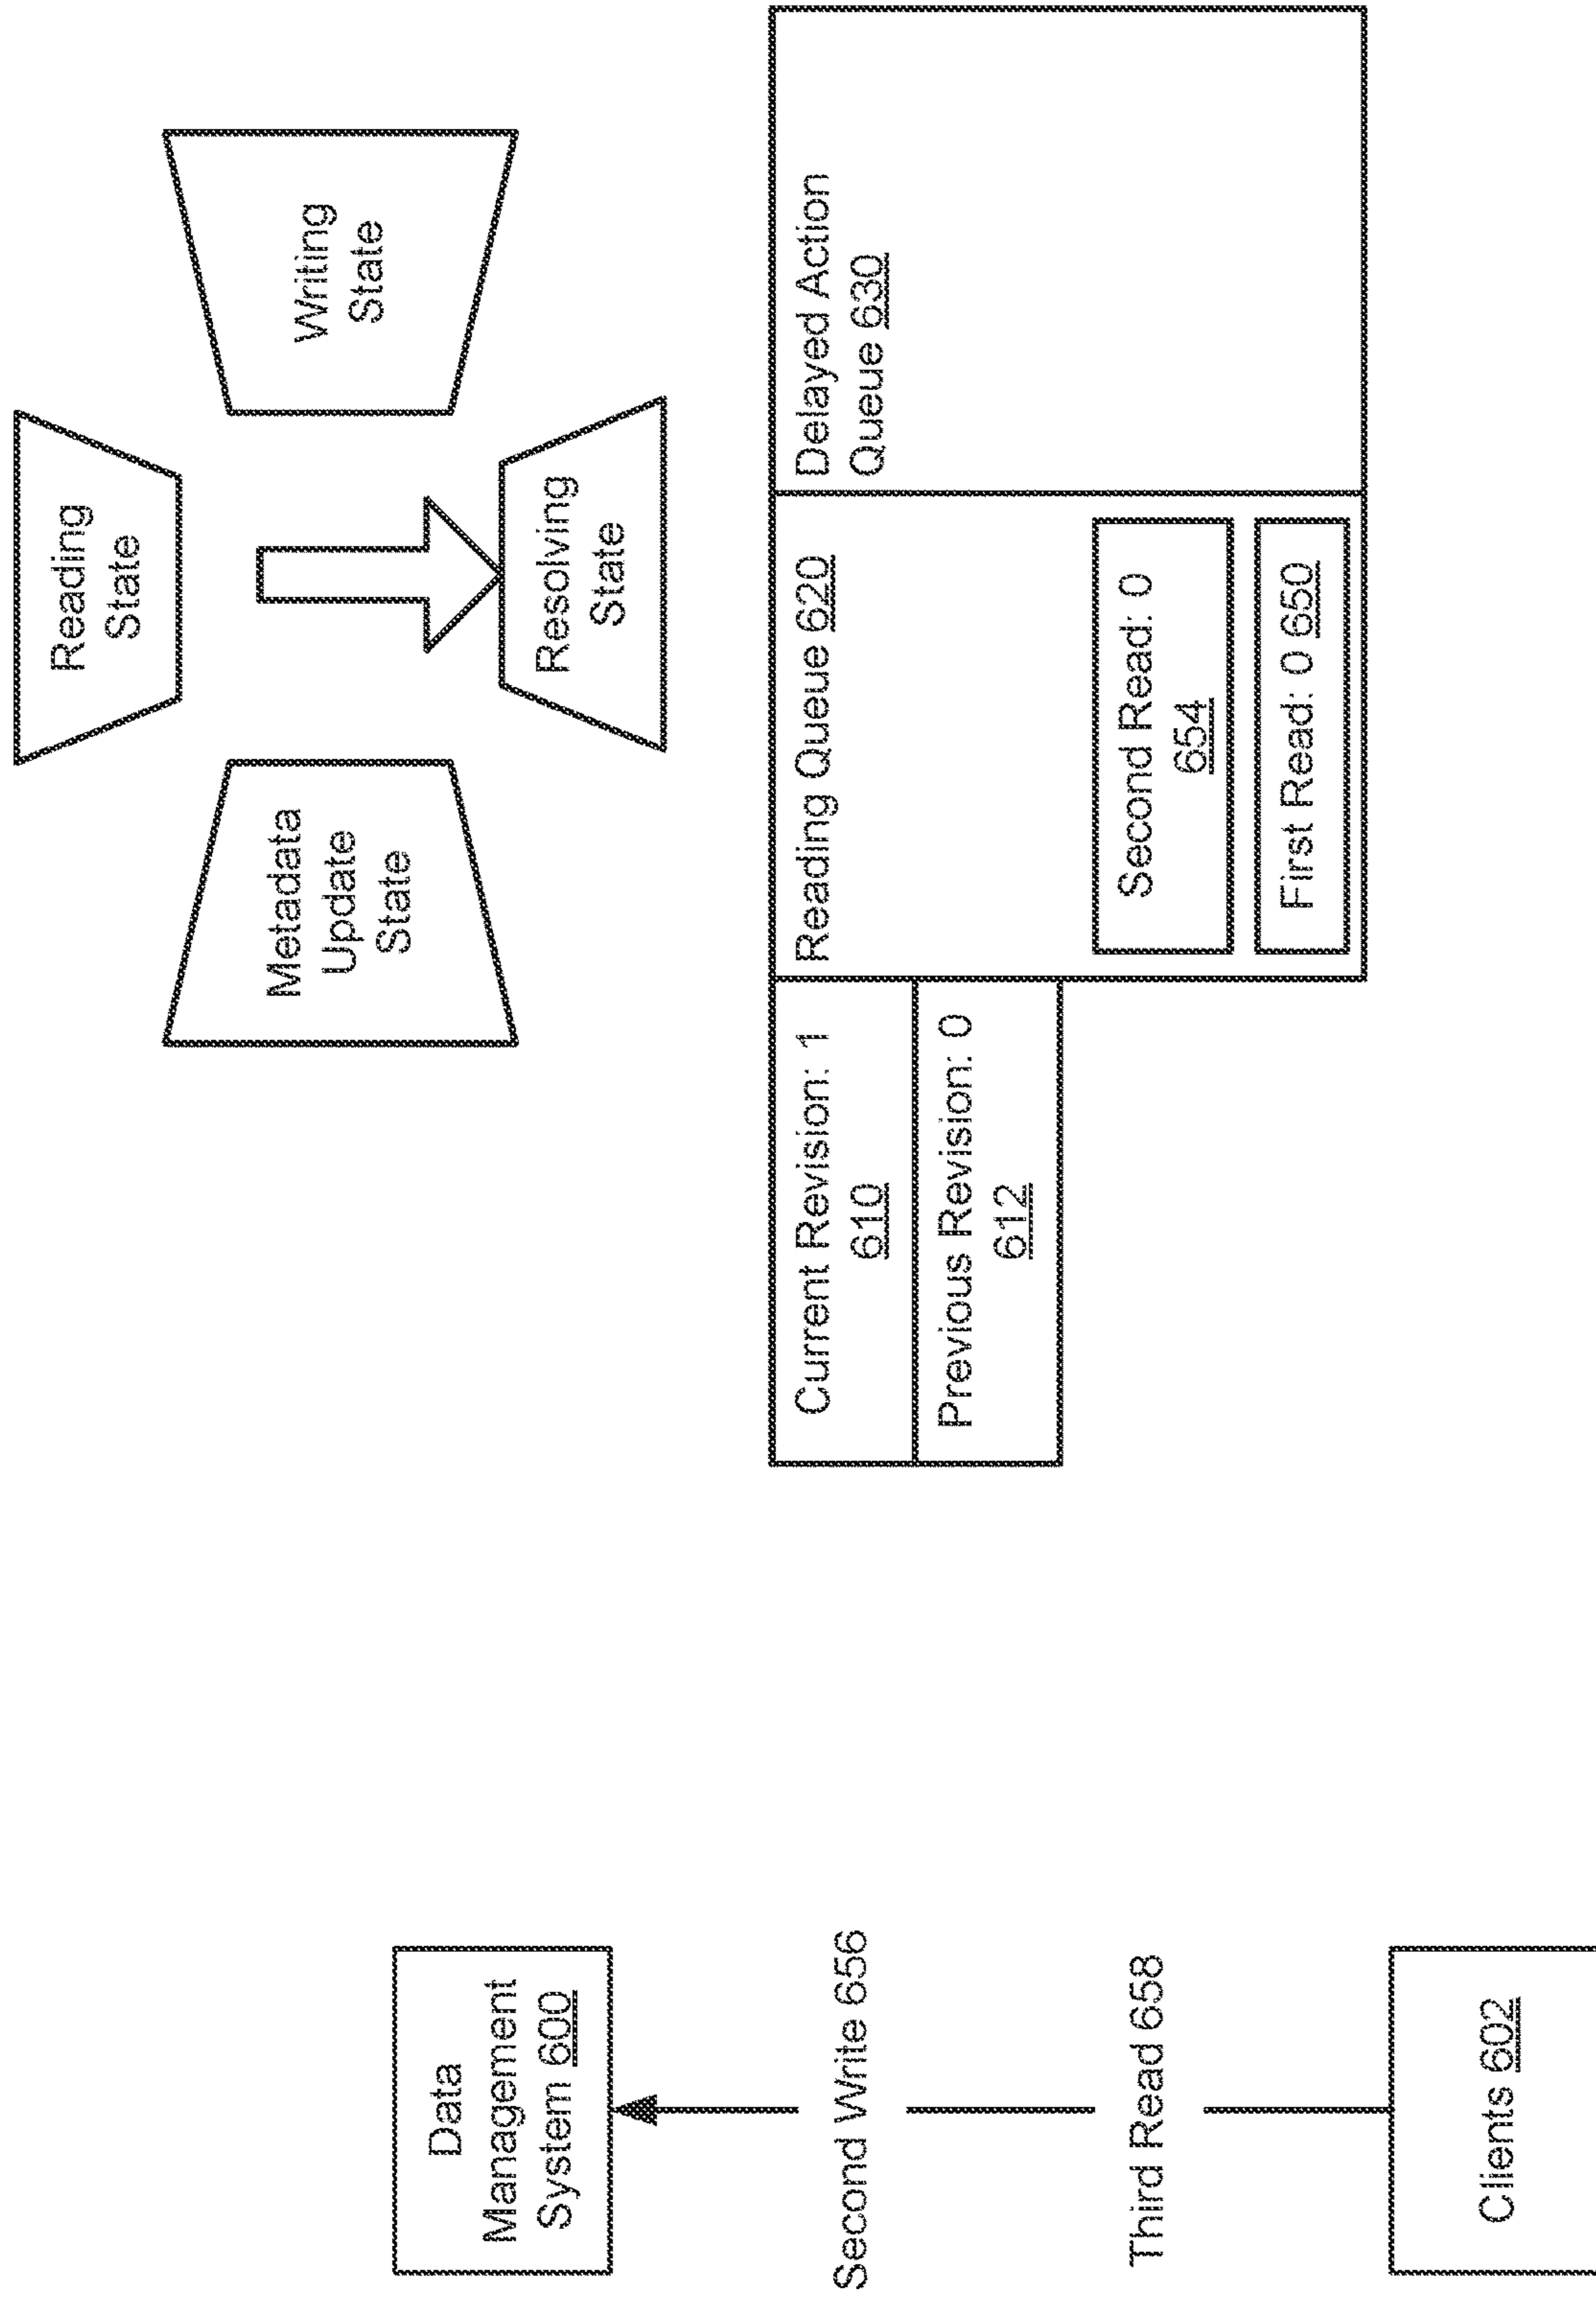 Data
Management
System 600
Second Write 656
Third Read 658
Clients 602
Reading
State
Metadata
Update
State
Writing
State
Resolving
State
Current Revision: 1
610
Previous Revision: 0
612
Reading Queue 620
Second Read: 0
654
First Read: 0 650
Delayed Action
Queue 630